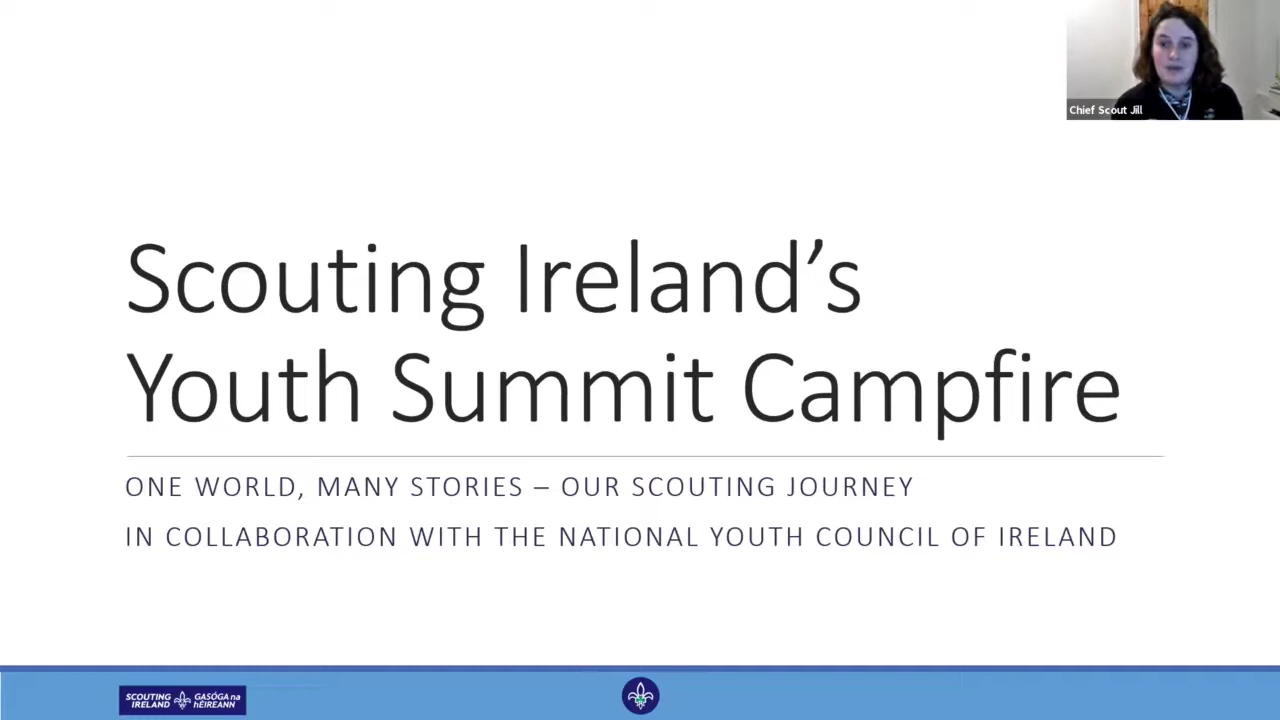 Chief Scout Jill
Scouting Ireland’s
Youth Summit Campfire
ONE WORLD, MANY STORIES – OUR SCOUTING JOURNEY
IN COLLABORATION WITH THE NATIONAL YOUTH COUNCIL OF IRELAND
SCOUTING
IRELAND
GASÓGA na
hÉIREANN